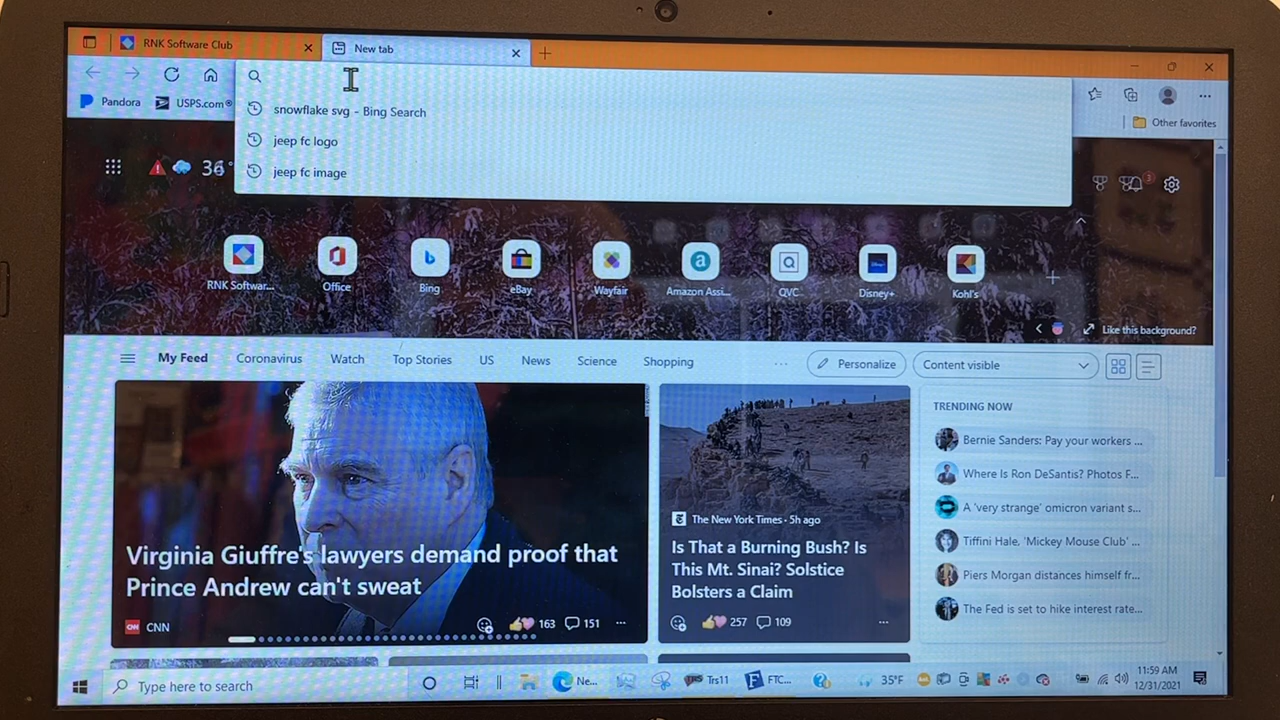 RNK Software Club
New tab
Pandora
USPS.com®
snowflake svg - Bing Search
jeep fc logo
jeep fc image
Other favorites
36°
3
RNK Softwar...
Office
Bing
eBay
Wayfair
Amazon Assi...
QVC
Disney+
Kohl's
Like this background?
My Feed
Coronavirus
Watch
Top Stories
US
News
Science
Shopping
...
Personalize
Content visible
Virginia Giuffre's lawyers demand proof that
Prince Andrew can't sweat
CNN
163
151
The New York Times · 5h ago
Is That a Burning Bush? Is
This Mt. Sinai? Solstice
Bolsters a Claim
257
109
TRENDING NOW
Bernie Sanders: Pay your workers ...
Where Is Ron DeSantis? Photos F...
A 'very strange' omicron variant s...
Tiffini Hale, 'Mickey Mouse Club' ...
Piers Morgan distances himself fr...
The Fed is set to hike interest rate...
Type here to search
Ne...
Trs11
FTC...
35°F
11:59 AM
12/31/2021